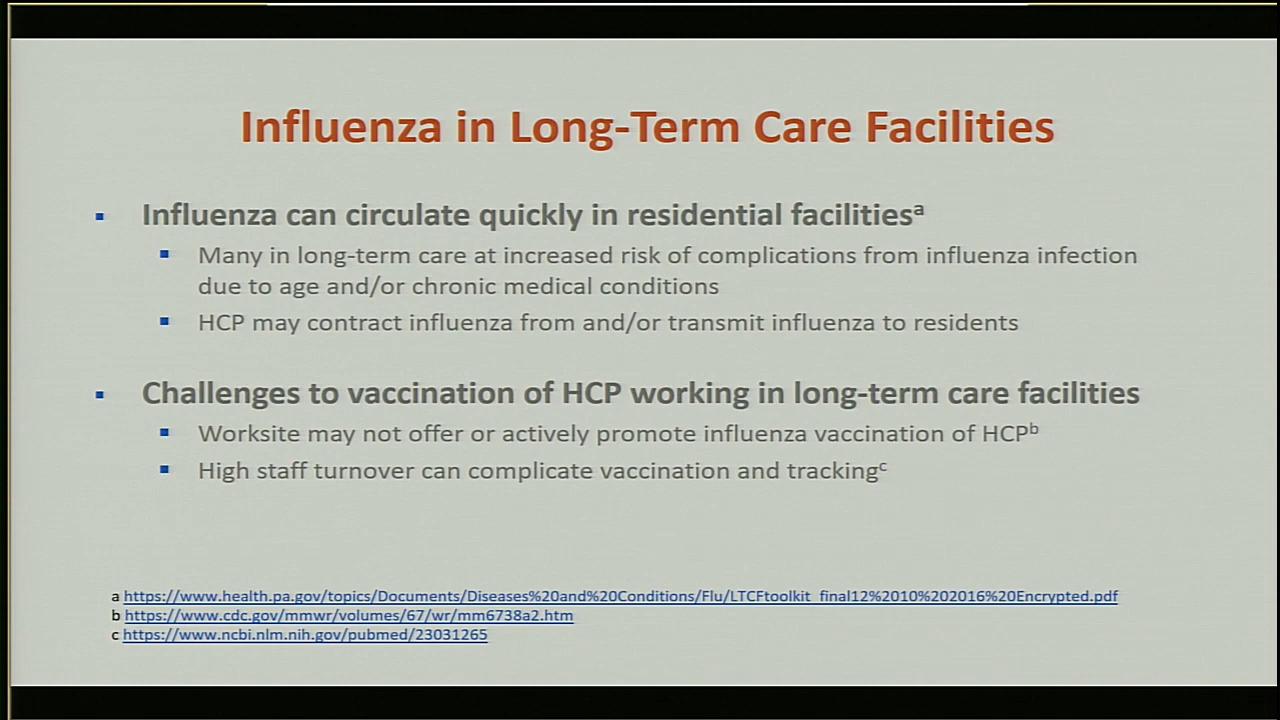 Influenza in Long-Term Care Facilities
▪ Influenza can circulate quickly in residential facilitiesᵃ
▪ Many in long-term care at increased risk of complications from influenza infection
due to age and/or chronic medical conditions
▪ HCP may contract influenza from and/or transmit influenza to residents
▪ Challenges to vaccination of HCP working in long-term care facilities
▪ Worksite may not offer or actively promote influenza vaccination of HCPᵇ
▪ High staff turnover can complicate vaccination and trackingᶜ
a https://www.health.pa.gov/topics/Documents/Diseases%20and%20Conditions/Flu/LTCFtoolkit_final12%2010%202016%20Encrypted.pdf
b https://www.cdc.gov/mmwr/volumes/67/wr/mm6738a2.htm
c https://www.ncbi.nlm.nih.gov/pubmed/23031265